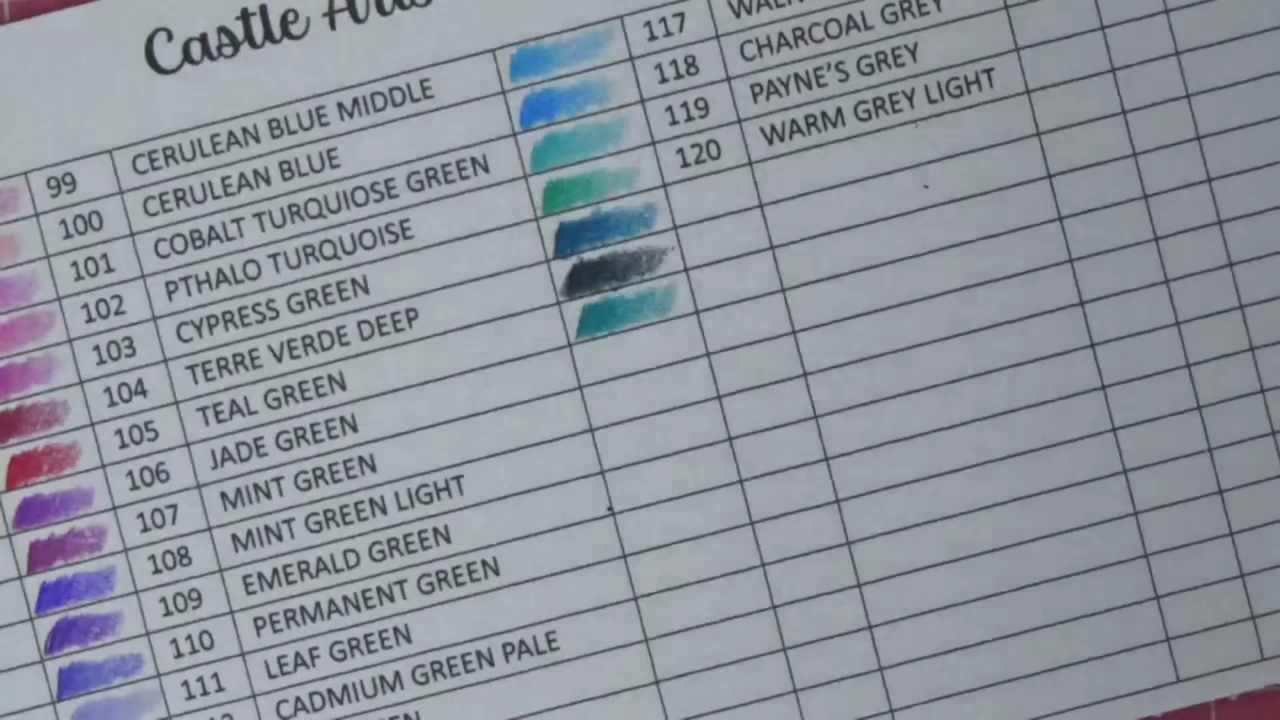 Castle
99 CERULEAN BLUE MIDDLE
100 CERULEAN BLUE
101 COBALT TURQUIOSE GREEN
102 PTHALO TURQUOISE
103 CYPRESS GREEN
104 TERRE VERDE DEEP
105 TEAL GREEN
106 JADE GREEN
107 MINT GREEN
108 MINT GREEN LIGHT
109 EMERALD GREEN
110 PERMANENT GREEN
111 LEAF GREEN
CADMIUM GREEN PALE
117
118 CHARCOAL GREY
119 PAYNE'S GREY
120 WARM GREY LIGHT